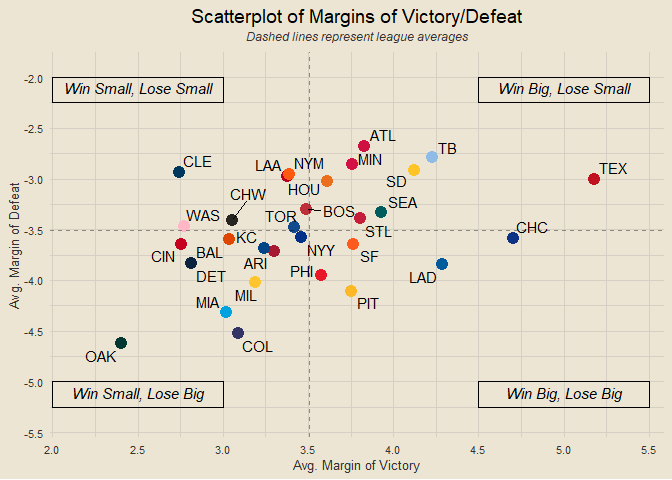 Scatterplot of Margins of Victory/Defeat
Dashed lines represent league averages
-2.0
Win Small, Lose Small
Win Big, Lose Small
-2.5
ATL
TB
CLE
LAA
NYM
MIN
TEX
-3.0
HOU
SD
CHW
SEA
WAS
TOR
BOS
STL
CHC
-3.5
KC
CIN
BAL
NYY
SF
ARI
PHI
LAD
DET
-4.0
MIL
PIT
MIA
COL
-4.5
OAK
-5.0
Win Small, Lose Big
Win Big, Lose Big
-5.5
2.0
2.5
3.0
3.5
4.0
4.5
5.0
5.5
Avg. Margin of Victory
Avg. Margin of Defeat